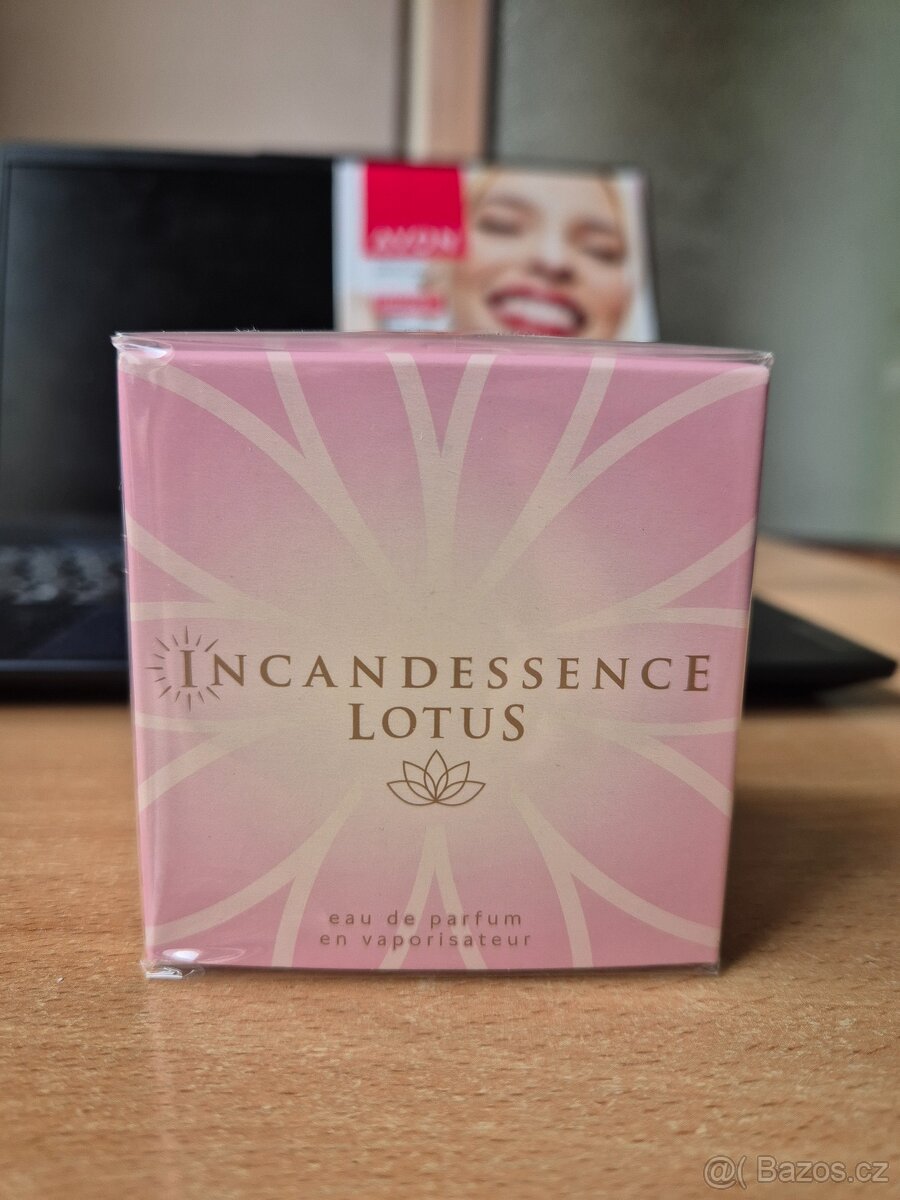 AVON
INCANDESSENCE
LOTUS
eau de parfum
en vaporisateur
@( Bazos.cz